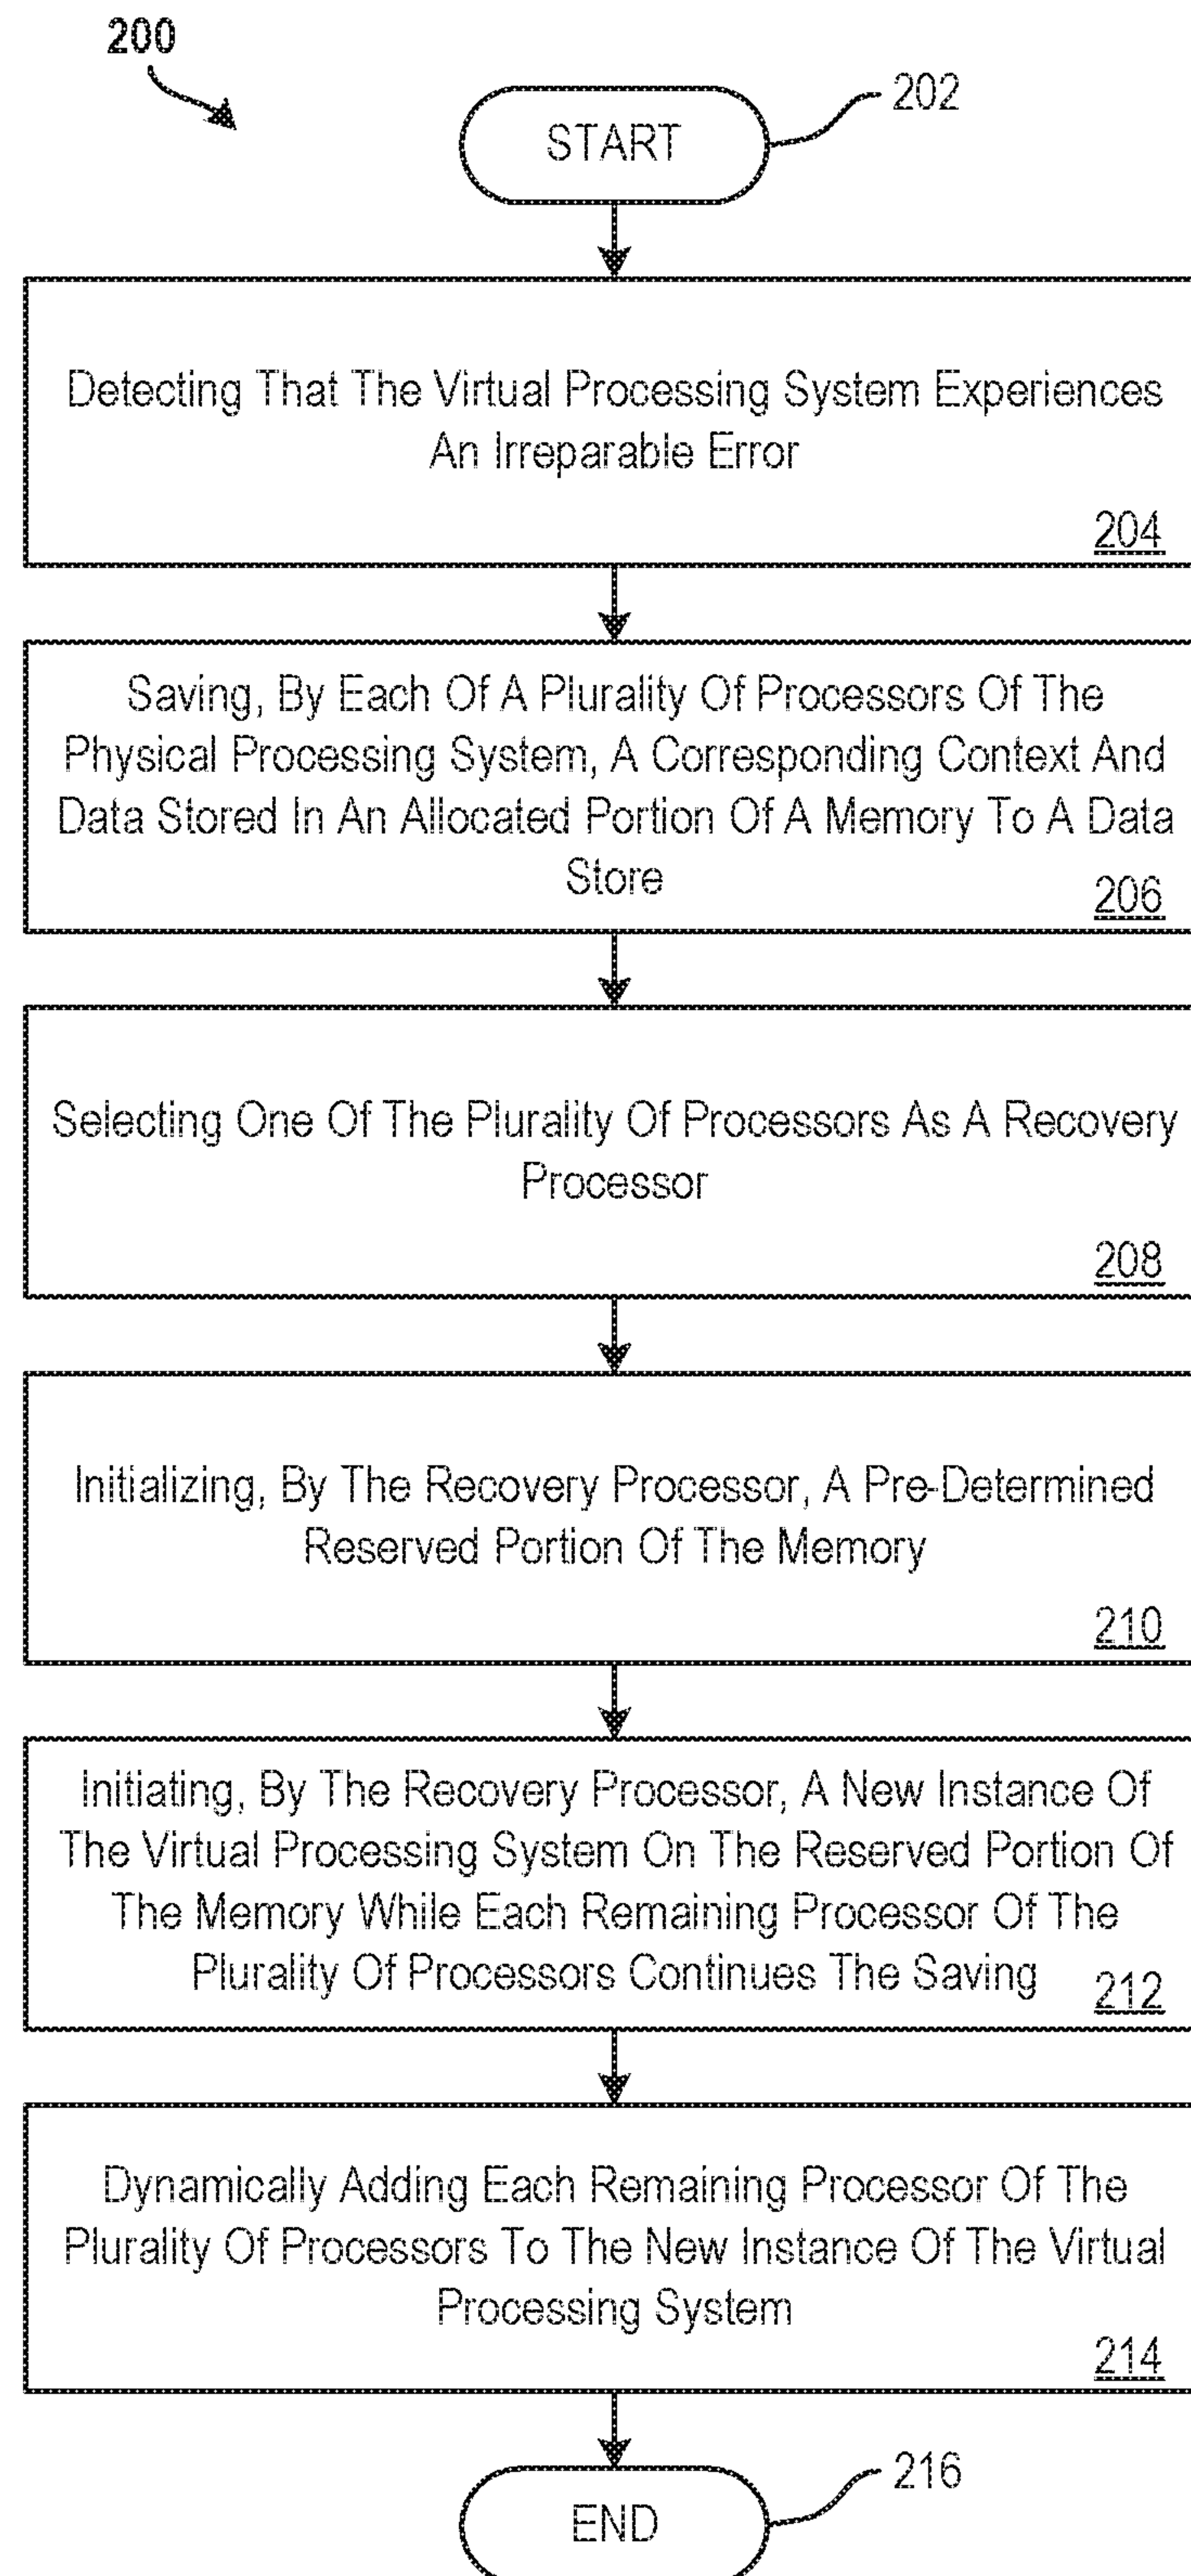 200
202
START
Detecting That The Virtual Processing System Experiences
An Irreparable Error
204
Saving, By Each Of A Plurality Of Processors Of The
Physical Processing System, A Corresponding Context And
Data Stored In An Allocated Portion Of A Memory To A Data
Store
206
Selecting One Of The Plurality Of Processors As A Recovery
Processor
208
Initializing, By The Recovery Processor, A Pre-Determined
Reserved Portion Of The Memory
210
Initiating, By The Recovery Processor, A New Instance Of
The Virtual Processing System On The Reserved Portion Of
The Memory While Each Remaining Processor Of The
Plurality Of Processors Continues The Saving
212
Dynamically Adding Each Remaining Processor Of The
Plurality Of Processors To The New Instance Of The Virtual
Processing System
214
216
END